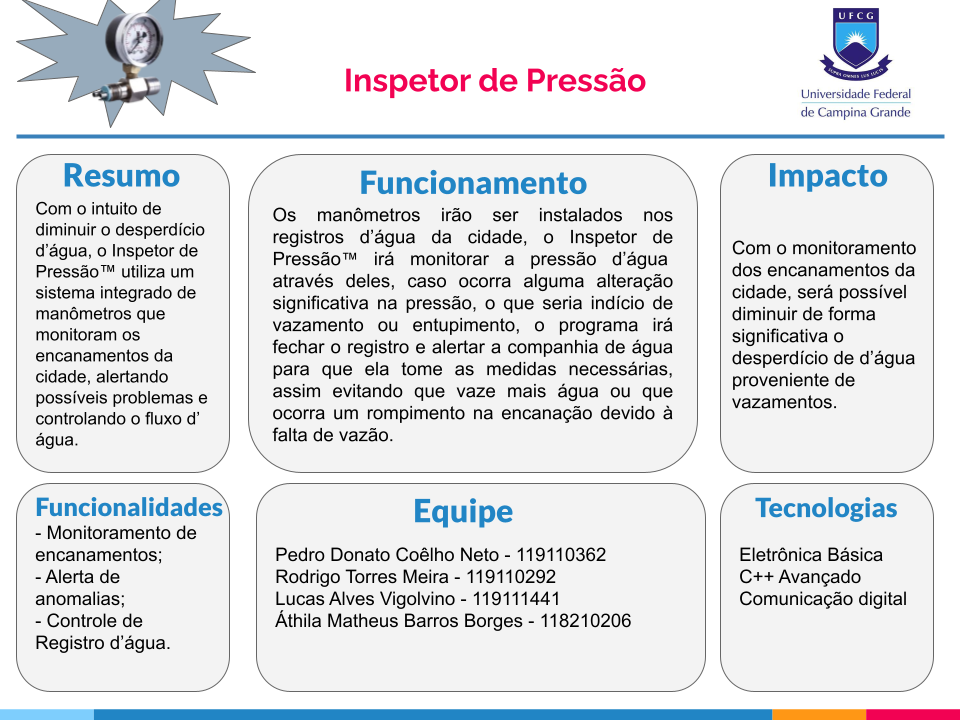 Inspetor de Pressão
UFCG
Universidade Federal
de Campina Grande
Resumo
Com o intuito de
diminuir o desperdício
d’água, o Inspetor de
Pressão™ utiliza um
sistema integrado de
manômetros que
monitoram os
encanamentos da
cidade, alertando
possíveis problemas e
controlando o fluxo d’
água.
Funcionamento
Os manômetros irão ser instalados nos
registros d’água da cidade, o Inspetor de
Pressão™ irá monitorar a pressão d’água
através deles, caso ocorra alguma alteração
significativa na pressão, o que seria indício de
vazamento ou entupimento, o programa irá
fechar o registro e alertar a companhia de água
para que ela tome as medidas necessárias,
assim evitando que vaze mais água ou que
ocorra um rompimento na encanação devido à
falta de vazão.
Impacto
Com o monitoramento
dos encanamentos da
cidade, será possível
diminuir de forma
significativa o
desperdício de d’água
proveniente de
vazamentos.
Funcionalidades
- Monitoramento de
encanamentos;
- Alerta de
anomalias;
- Controle de
Registro d’água.
Equipe
Pedro Donato Coêlho Neto - 119110362
Rodrigo Torres Meira - 119110292
Lucas Alves Vigolvino - 119111441
Áthila Matheus Barros Borges - 118210206
Tecnologias
Eletrônica Básica
C++ Avançado
Comunicação digital